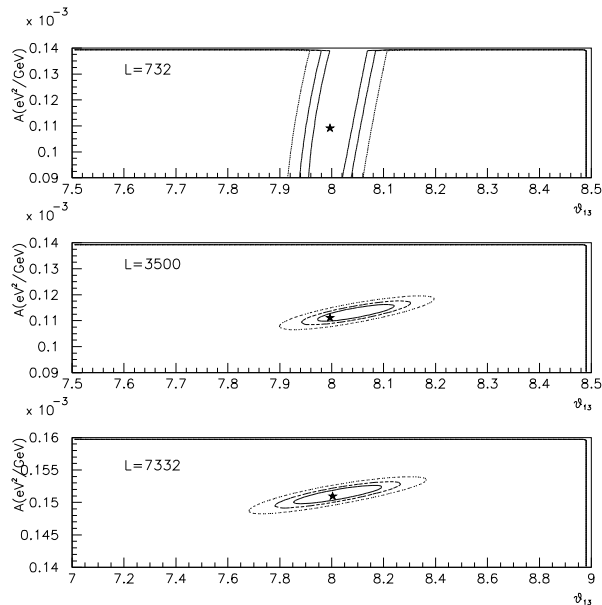 x 10⁻³
A(eV²/GeV)
0.14
0.13
0.12
0.11
0.1
0.09
L=732
7.5 7.6 7.7 7.8 7.9 8 8.1 8.2 8.3 8.4 8.5
x 10⁻³
ϑ₁₃
A(eV²/GeV)
0.14
0.13
0.12
0.11
0.1
0.09
L=3500
7.5 7.6 7.7 7.8 7.9 8 8.1 8.2 8.3 8.4 8.5
x 10⁻³
ϑ₁₃
A(eV²/GeV)
0.16
0.155
0.15
0.145
0.14
L=7332
7 7.2 7.4 7.6 7.8 8 8.2 8.4 8.6 8.8 9
ϑ₁₃